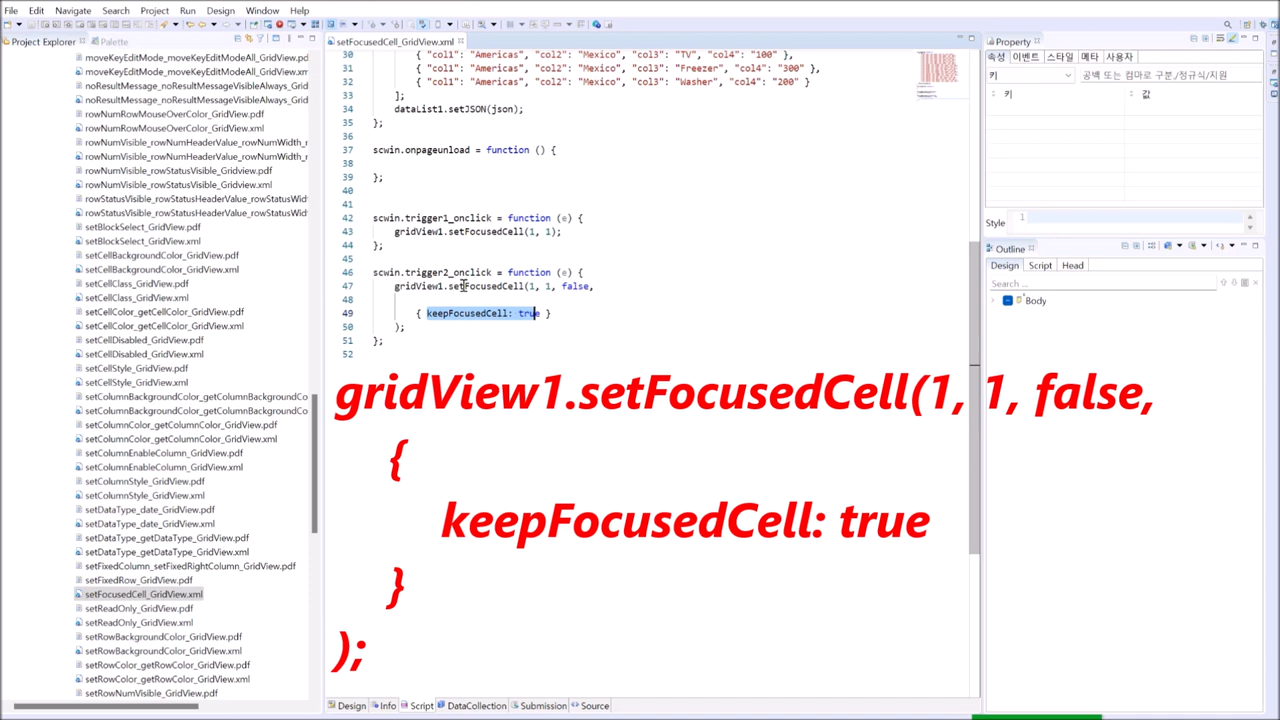 File Edit Navigate Search Project Run Design Window Help
Project Explorer
Palette
moveKeyEditMode_moveKeyEditModeAll_GridView.pd
moveKeyEditMode_moveKeyEditModeAll_GridView.xm
noResultMessage_noResultMessageVisibleAlways_Grid
noResultMessage_noResultMessageVisibleAlways_Grid
rowNumRowMouseOverColor_GridView.pdf
rowNumRowMouseOverColor_GridView.xml
rowNumVisible_rowNumHeaderValue_rowNumWidth_r
rowNumVisible_rowNumHeaderValue_rowNumWidth_r
rowNumVisible_rowStatusVisible_Gridview.pdf
rowNumVisible_rowStatusVisible_GridView.xml
rowStatusVisible_rowStatusHeaderValue_rowStatusWid
rowStatusVisible_rowStatusHeaderValue_rowStatusWid
setBlockSelect_GridView.pdf
setBlockSelect_GridView.xml
setCellBackgroundColor_GridView.pdf
setCellBackgroundColor_GridView.xml
setCellClass_GridView.pdf
setCellClass_GridView.xml
setCellColor_getCellColor_GridView.pdf
setCellColor_getCellColor_GridView.xml
setCellDisabled_GridView.pdf
setCellDisabled_GridView.xml
setCellStyle_GridView.pdf
setCellStyle_GridView.xml
setColumnBackgroundColor_getColumnBackgroundCo
setColumnBackgroundColor_getColumnBackgroundCo
setColumnColor_getColumnColor_GridView.pdf
setColumnColor_getColumnColor_GridView.xml
setColumnEnableColumn_GridView.pdf
setColumnEnableColumn_GridView.xml
setColumnStyle_GridView.pdf
setColumnStyle_GridView.xml
setDataType_date_GridView.pdf
setDataType_date_GridView.xml
setDataType_getDataType_GridView.pdf
setDataType_getDataType_GridView.xml
setFixedColumn_setFixedRightColumn_GridView.pdf
setFixedRow_GridView.pdf
setFocusedCell_GridView.xml
setReadOnly_GridView.pdf
setReadOnly_GridView.xml
setRowBackgroundColor_GridView.pdf
setRowBackgroundColor_GridView.xml
setRowColor_getRowColor_GridView.pdf
setRowColor_getRowColor_GridView.xml
setRowNumVisible_GridView.pdf
setFocusedCell_GridView.xml
30 { "col1": "Americas", "col2": "Mexico", "col3": "TV", "col4": "100" },
31 { "col1": "Americas", "col2": "Mexico", "col3": "Freezer", "col4": "300" },
32 { "col1": "Americas", "col2": "Mexico", "col3": "Washer", "col4": "200" }
33 ];
34 dataList1.setJSON(json);
35 };
36
37 scwin.onpageunload = function () {
38
39 };
40
41
42 scwin.trigger1_onclick = function (e) {
43 gridView1.setFocusedCell(1, 1);
44 };
45
46 scwin.trigger2_onclick = function (e) {
47 gridView1.setFocusedCell(1, 1, false,
48
49 { keepFocusedCell: true }
50 );
51 };
52
gridView1.setFocusedCell(1, 1, false,
{
keepFocusedCell: true
}
);
Design Info Script DataCollection Submission Source
Property
속성 이벤트 스타일 메타 사용자
키 공백 또는 컴마로 구분/정규식/지원
키 값
Style 1
Outline
Design Script Head
Search ...
Body